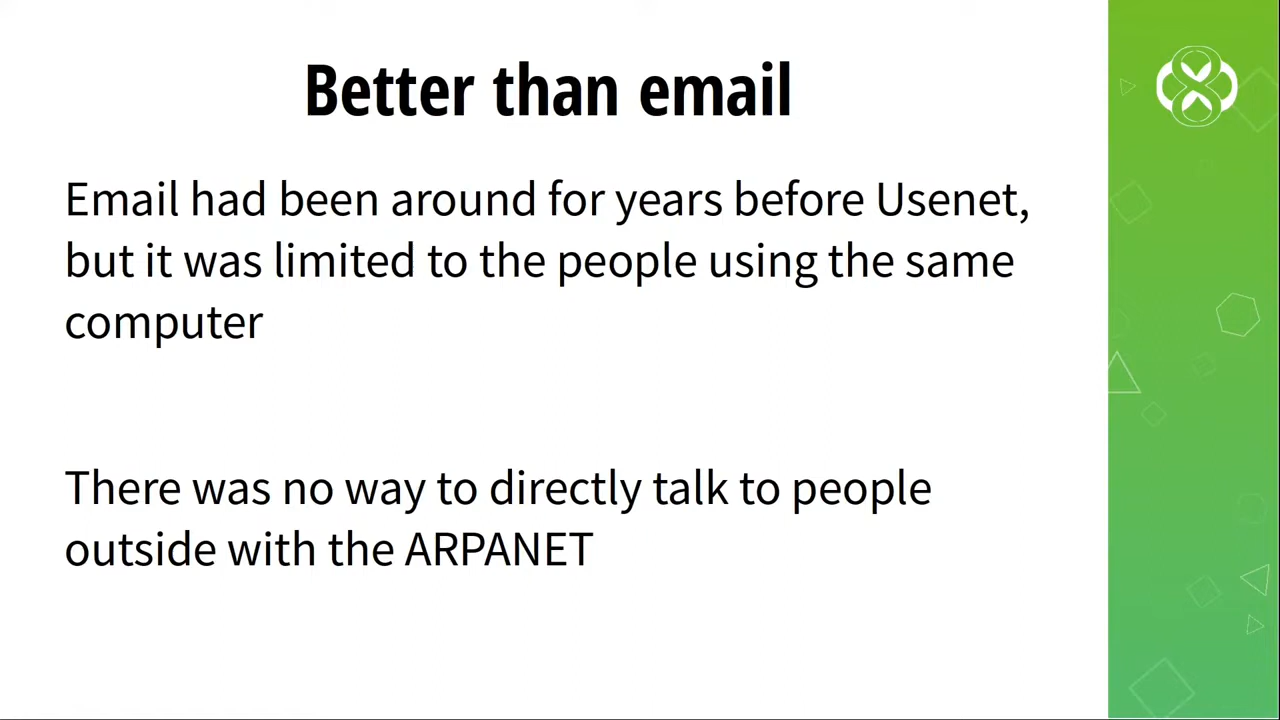 Better than email
Email had been around for years before Usenet,
but it was limited to the people using the same
computer
There was no way to directly talk to people
outside with the ARPANET